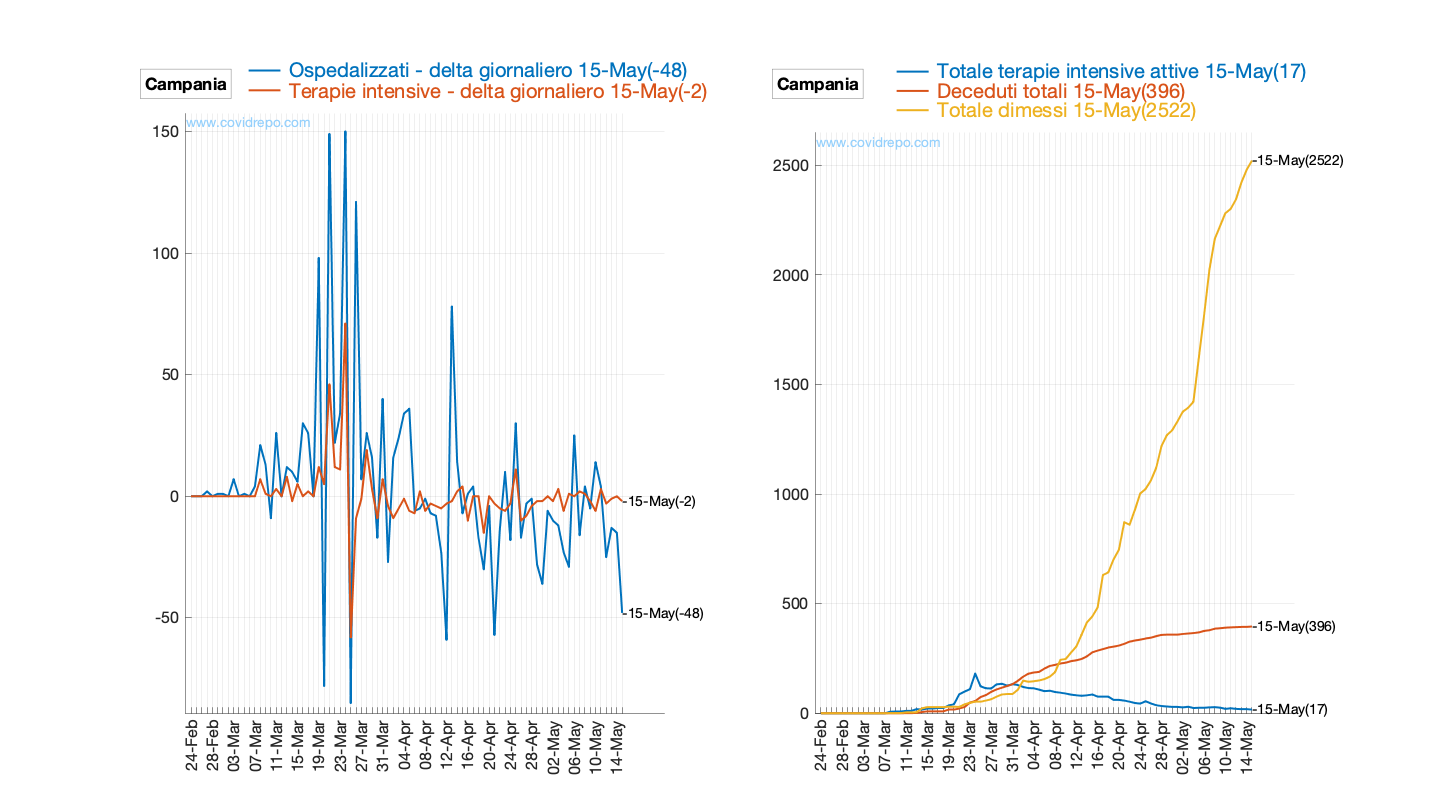 Campania
Ospedalizzati - delta giornaliero 15-May(-48)
Terapie intensive - delta giornaliero 15-May(-2)
www.covidrepo.com
150
100
50
0
-50
-15-May(-2)
-15-May(-48)
24-Feb
28-Feb
03-Mar
07-Mar
11-Mar
15-Mar
19-Mar
23-Mar
27-Mar
31-Mar
04-Apr
08-Apr
12-Apr
16-Apr
20-Apr
24-Apr
28-Apr
02-May
06-May
10-May
14-May
Campania
Totale terapie intensive attive 15-May(17)
Deceduti totali 15-May(396)
Totale dimessi 15-May(2522)
www.covidrepo.com
2500
2000
1500
1000
500
0
-15-May(2522)
-15-May(396)
-15-May(17)
24-Feb
28-Feb
03-Mar
07-Mar
11-Mar
15-Mar
19-Mar
23-Mar
27-Mar
31-Mar
04-Apr
08-Apr
12-Apr
16-Apr
20-Apr
24-Apr
28-Apr
02-May
06-May
10-May
14-May